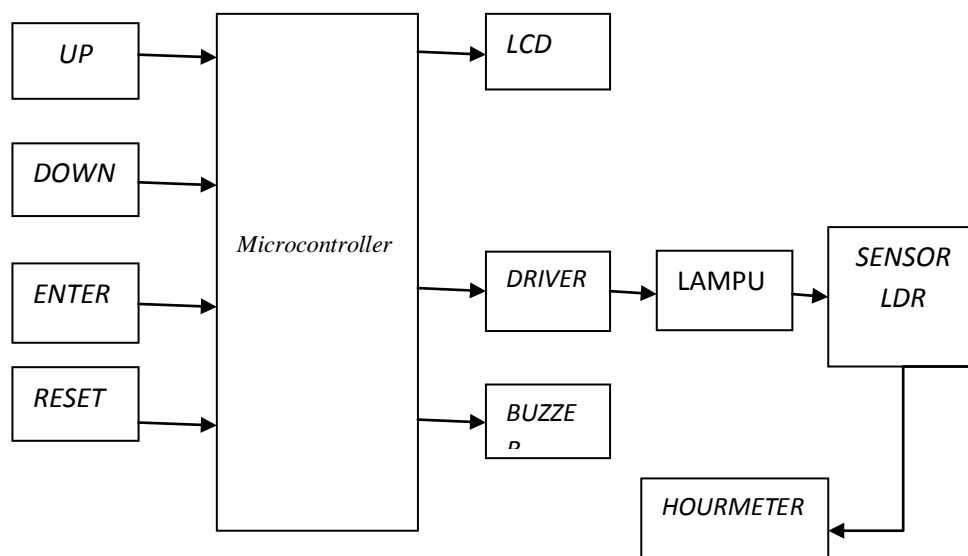 UP
DOWN
ENTER
RESET
Microcontroller
LCD
DRIVER
BUZZE
LAMPU
SENSOR
LDR
HOURMETER